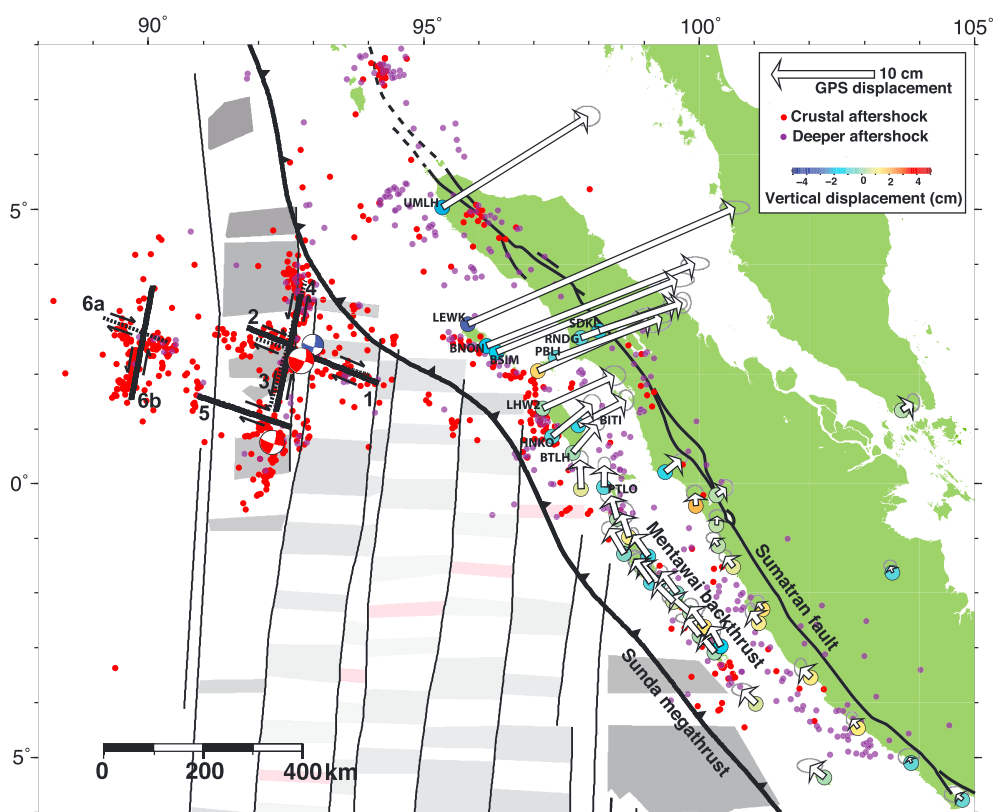 90°
95°
100°
105°
10 cm
GPS displacement
Crustal aftershock
Deeper aftershock
−4
−2
0
2
4
Vertical displacement (cm)
5°
UMLH
6a
4
2
LEWK
SDKL
BNON
RNDG
BSIM
PBH
3
1
6b
5
LHW2
BITI
HNKO
BTLH
0°
PTLO
Mentawai backthrust
Sumatran fault
Sunda megathrust
5°
0
200
400 km